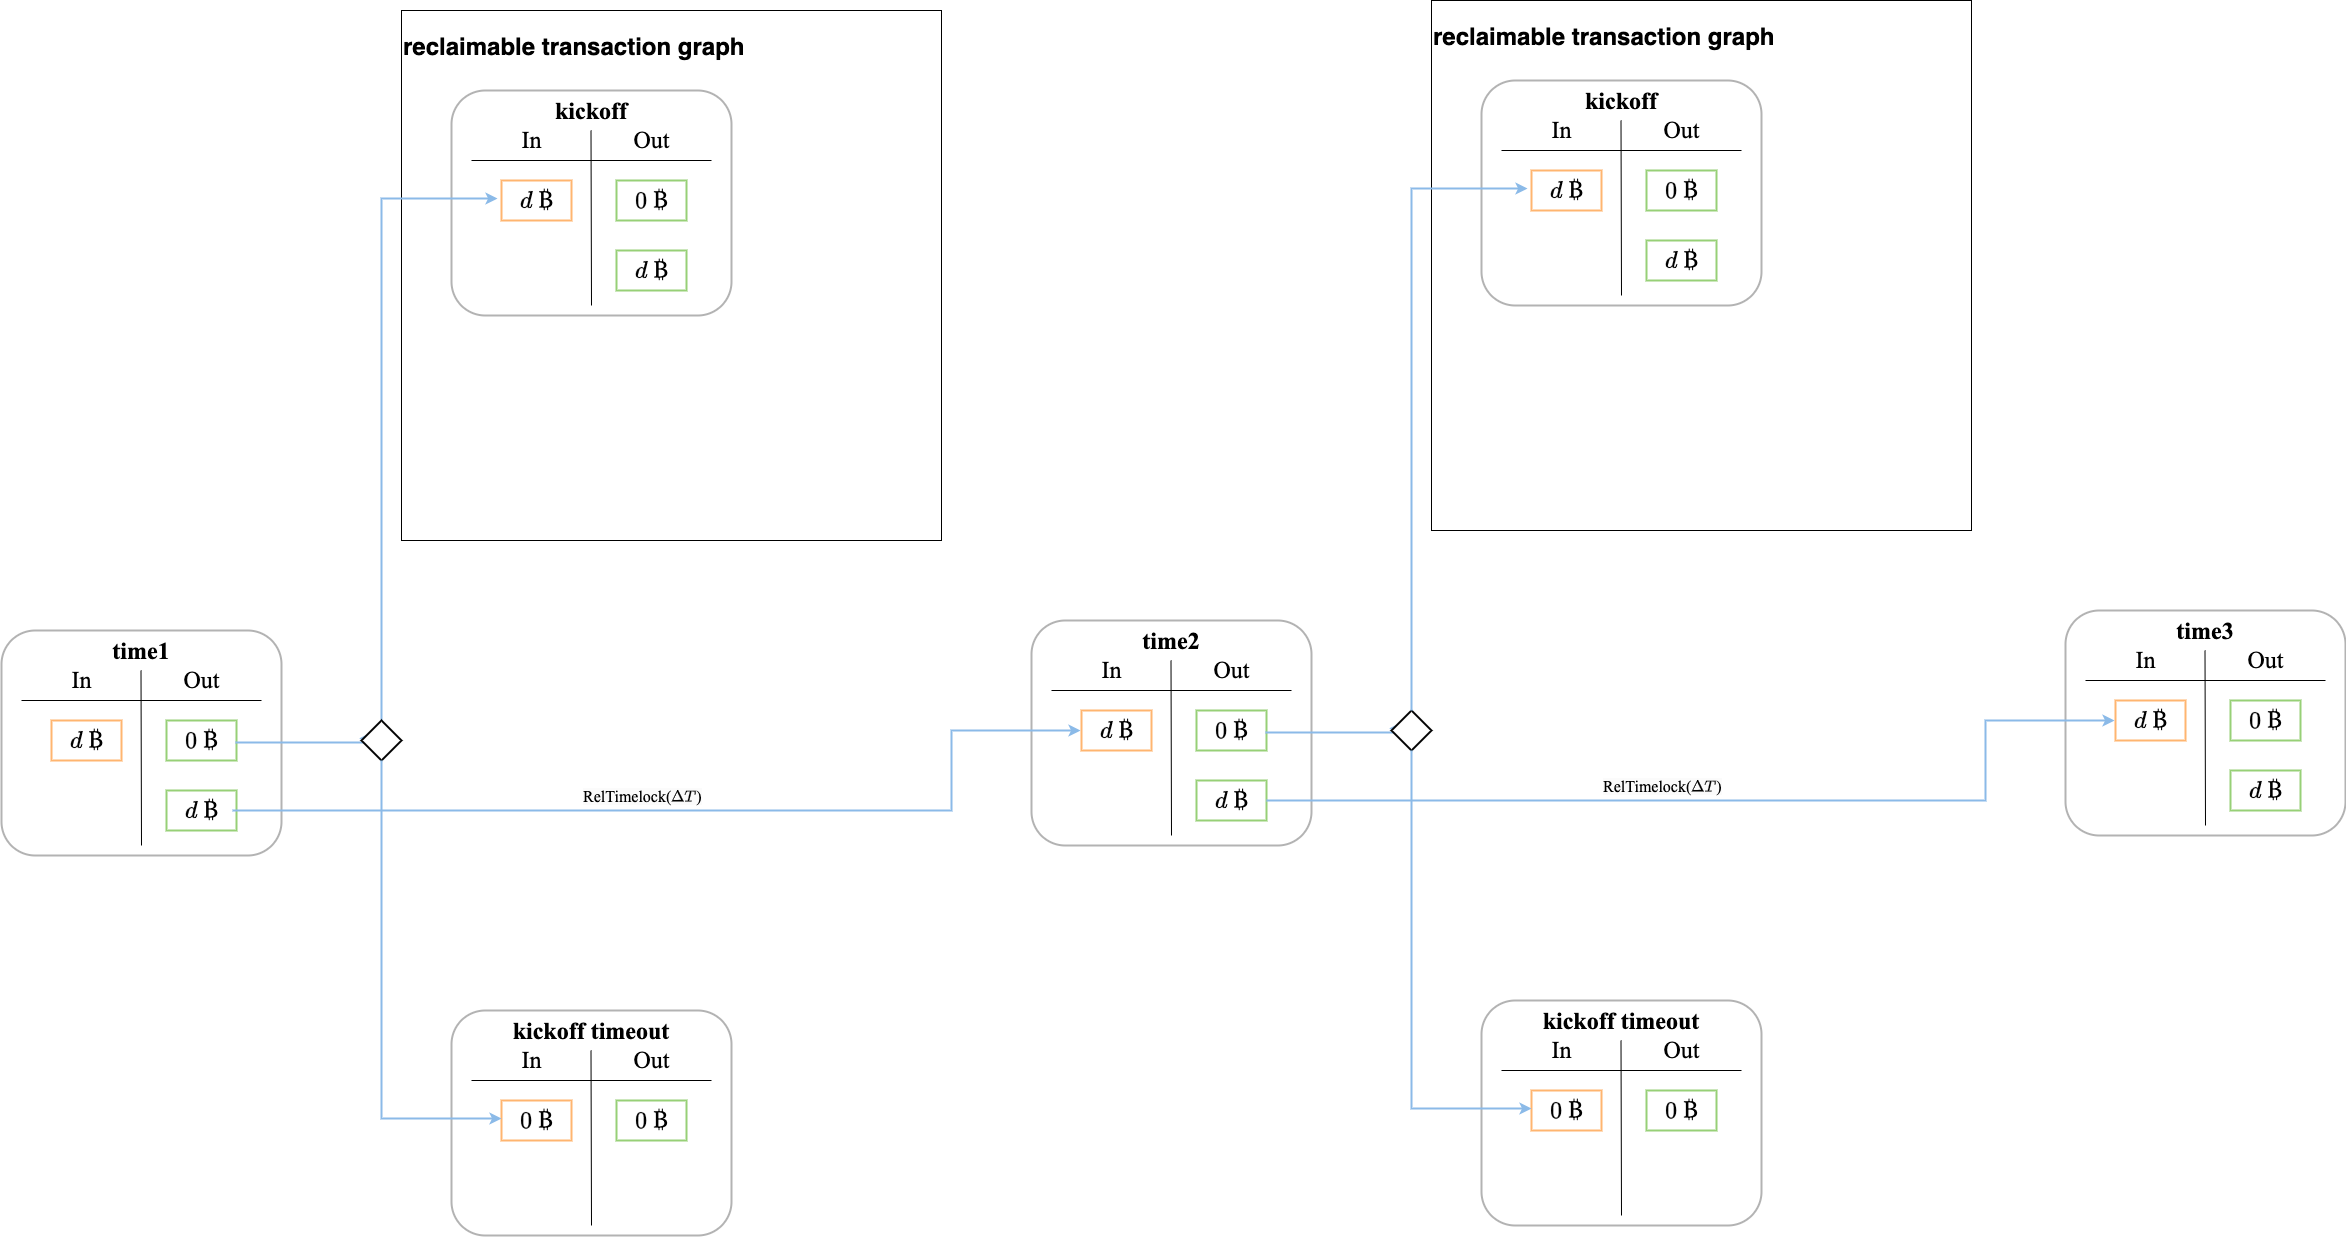 reclaimable transaction graph
kickoff
In Out
d ₿ 0 ₿
d ₿
reclaimable transaction graph
kickoff
In Out
d ₿ 0 ₿
d ₿
time1
In Out
d ₿ 0 ₿
d ₿
RelTimelock(ΔT)
time2
In Out
d ₿ 0 ₿
d ₿
RelTimelock(ΔT)
time3
In Out
d ₿ 0 ₿
d ₿
kickoff timeout
In Out
0 ₿ 0 ₿
kickoff timeout
In Out
0 ₿ 0 ₿